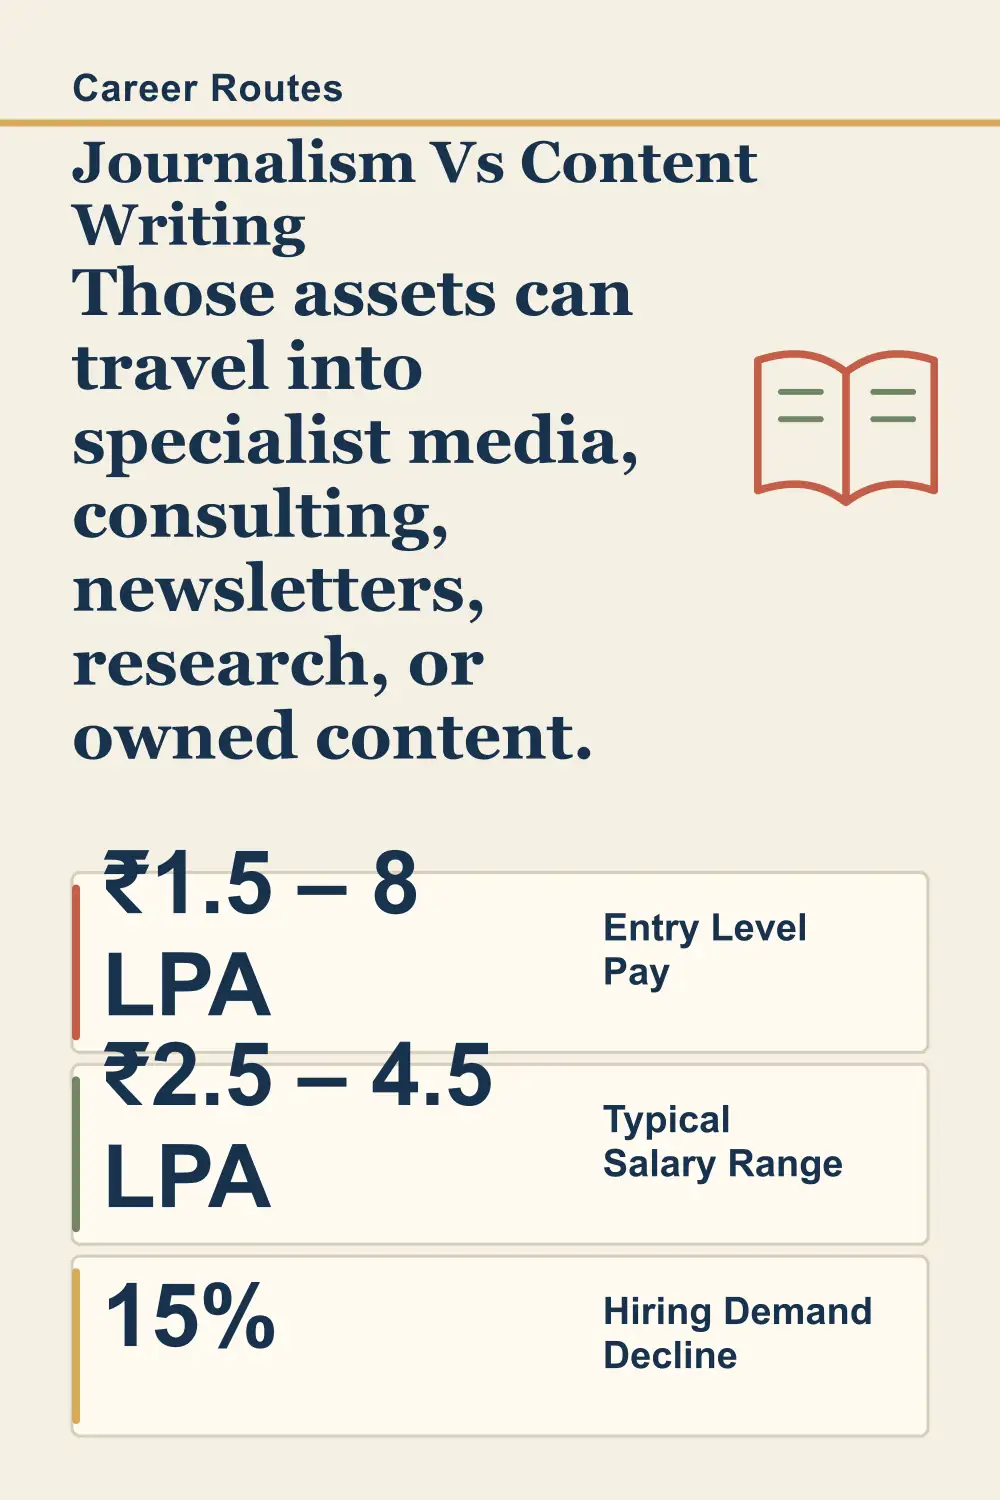 Career Routes
Journalism Vs Content
Writing
Those assets can
travel into
specialist media,
consulting,
newsletters,
research, or
owned content.
₹1.5 – 8
LPA
Entry Level
Pay
₹2.5 – 4.5
LPA
Typical
Salary Range
15%
Hiring Demand
Decline